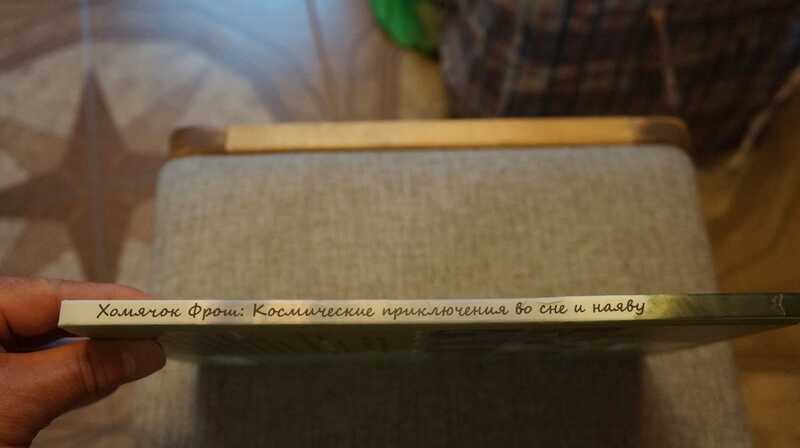 Хомячок Фрош: Космические приключения во сне и наяву